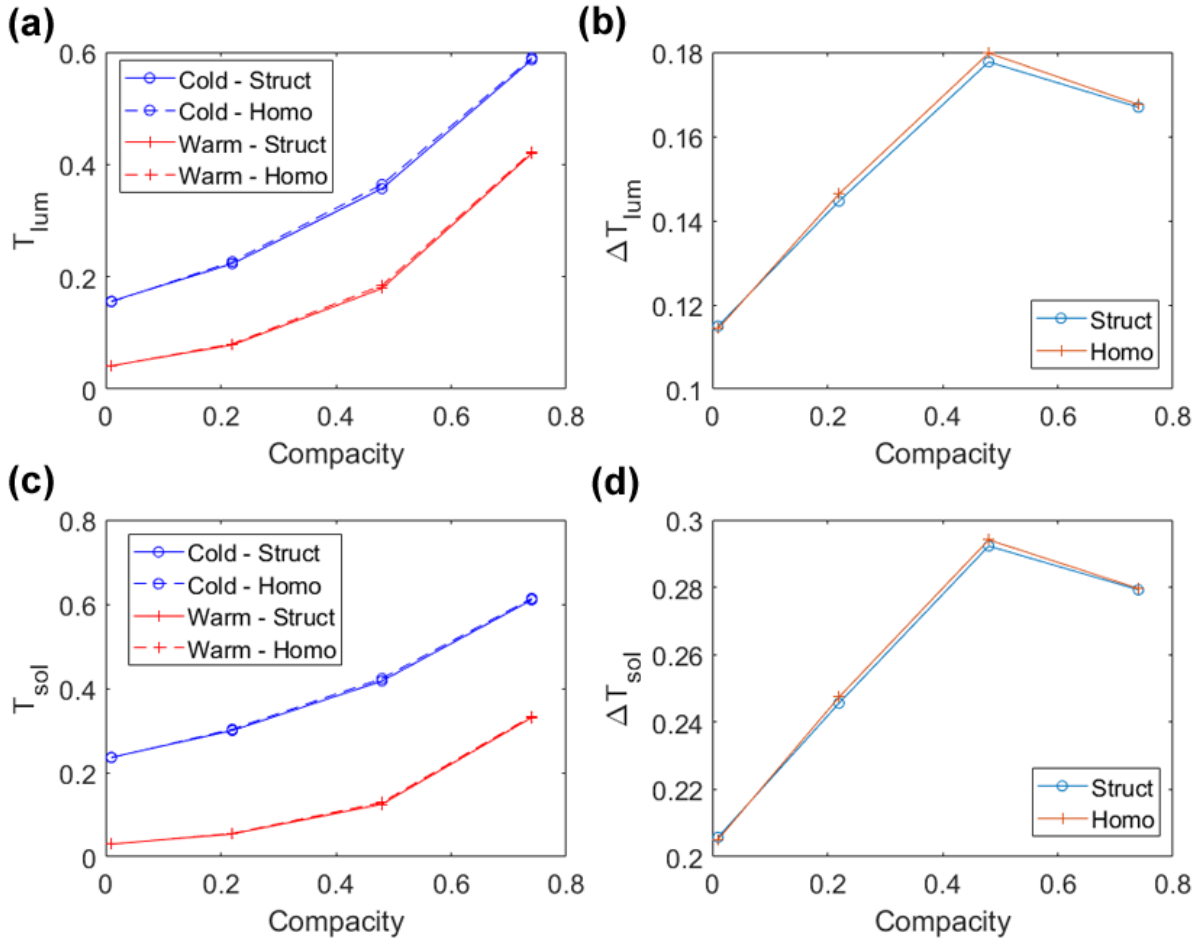 (a)
0.6
0.4
0.2
0
T_lum
Cold - Struct
Cold - Homo
Warm - Struct
Warm - Homo
0 0.2 0.4 0.6 0.8
Compacity
(b)
0.18
0.16
0.14
0.12
0.1
ΔT_lum
Struct
Homo
0 0.2 0.4 0.6 0.8
Compacity
(c)
0.8
0.6
0.4
0.2
0
T_sol
Cold - Struct
Cold - Homo
Warm - Struct
Warm - Homo
0 0.2 0.4 0.6 0.8
Compacity
(d)
0.3
0.28
0.26
0.24
0.22
0.2
ΔT_sol
Struct
Homo
0 0.2 0.4 0.6 0.8
Compacity